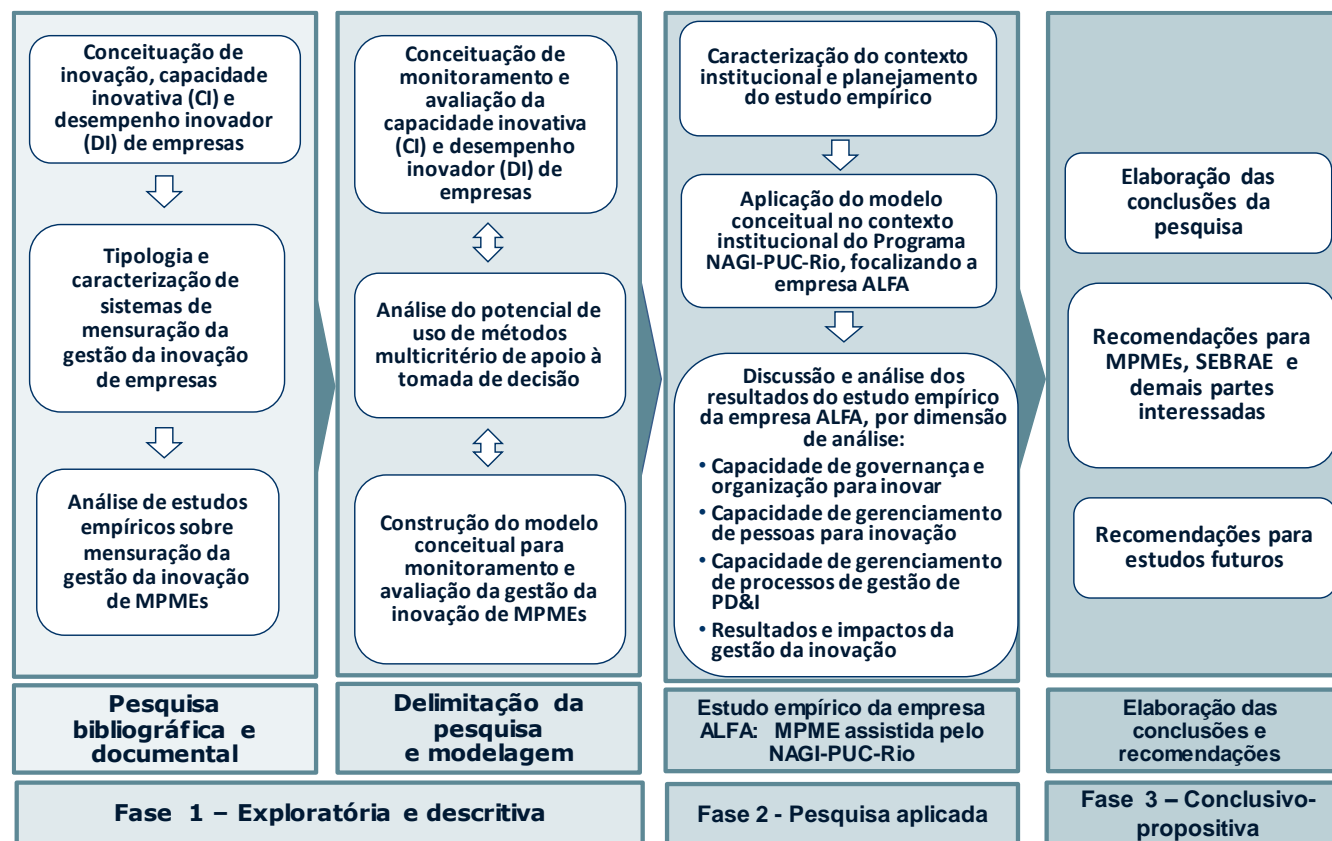 Conceituação de
inovação, capacidade
inovativa (CI) e
desempenho inovador
(DI) de empresas
Tipologia e
caracterização de
sistemas de
mensuração da
gestão da inovação
de empresas
Análise de estudos
empíricos sobre
mensuração da
gestão da inovação
de MPMEs
Pesquisa
bibliográfica e
documental
Conceituação de
monitoramento e
avaliação da
capacidade inovativa
(CI) e desempenho
inovador (DI) de
empresas
Análise do potencial de
uso de métodos
multicritério de apoio à
tomada de decisão
Construção do modelo
conceitual para
monitoramento e
avaliação da gestão da
inovação de MPMEs
Delimitação da
pesquisa
e modelagem
Fase 1 – Exploratória e descritiva
Caracterização do contexto
institucional e planejamento
do estudo empírico
Aplicação do modelo
conceitual no contexto
institucional do Programa
NAGI-PUC-Rio, focalizando a
empresa ALFA
Discussão e análise dos
resultados do estudo empírico
da empresa ALFA, por dimensão
de análise:
• Capacidade de governança e
organização para inovar
• Capacidade de gerenciamento
de pessoas para inovação
• Capacidade de gerenciamento
de processos de gestão de
PD&I
• Resultados e impactos da
gestão da inovação
Estudo empírico da empresa
ALFA: MPME assistida pelo
NAGI-PUC-Rio
Fase 2 - Pesquisa aplicada
Elaboração das
conclusões da
pesquisa
Recomendações para
MPMEs, SEBRAE e
demais partes
interessadas
Recomendações para
estudos futuros
Elaboração das
conclusões e
recomendações
Fase 3 – Conclusivo-
propositiva